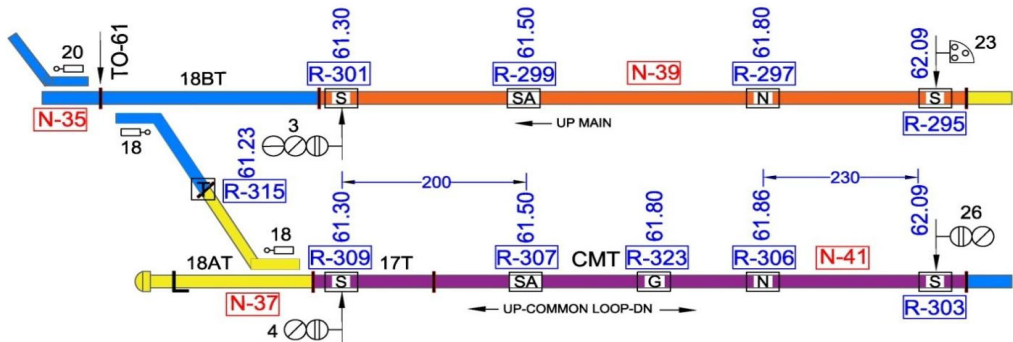 20
TO-61
18BT
61.30
61.50
61.80
62.09
23
R-301
R-299
N-39
R-297
S
SA
N
S
N-35
R-295
UP MAIN
18
3
61.23
T
R-315
200
230
61.30
61.50
61.80
61.86
62.09
26
18
18AT
R-309
17T
R-307
CMT
R-323
R-306
N-41
S
SA
G
N
S
N-37
UP-COMMON LOOP-DN
R-303
4